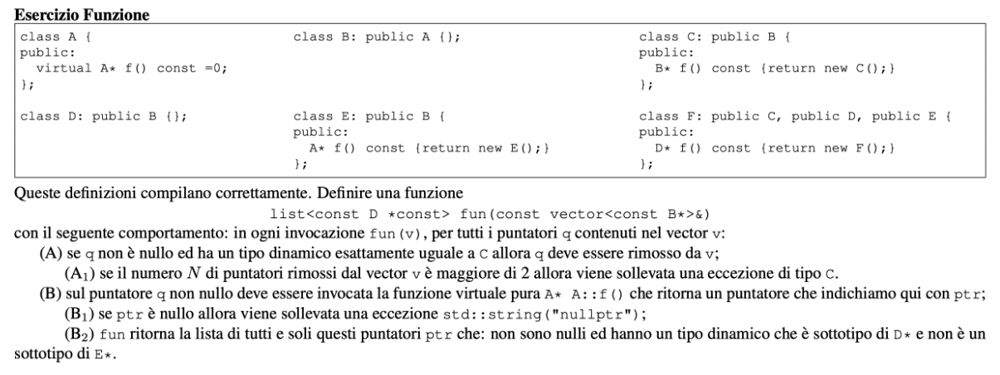 Esercizio Funzione
class A {
public:
  virtual A* f() const =0;
};
class B: public A {};
class C: public B {
public:
  B* f() const {return new C();}
};
class D: public B {};
class E: public B {
public:
  A* f() const {return new E();}
};
class F: public C, public D, public E {
public:
  D* f() const {return new F();}
};
Queste definizioni compilano correttamente. Definire una funzione
list<const D *const> fun(const vector<const B*>&)
con il seguente comportamento: in ogni invocazione fun(v), per tutti i puntatori q contenuti nel vector v:
(A) se q non è nullo ed ha un tipo dinamico esattamente uguale a C allora q deve essere rimosso da v;
(A₁) se il numero N di puntatori rimossi dal vector v è maggiore di 2 allora viene sollevata una eccezione di tipo C.
(B) sul puntatore q non nullo deve essere invocata la funzione virtuale pura A* A::f() che ritorna un puntatore che indichiamo qui con ptr;
(B₁) se ptr è nullo allora viene sollevata una eccezione std::string("nullptr");
(B₂) fun ritorna la lista di tutti e soli questi puntatori ptr che: non sono nulli ed hanno un tipo dinamico che è sottotipo di D* e non è un
sottotipo di E*.